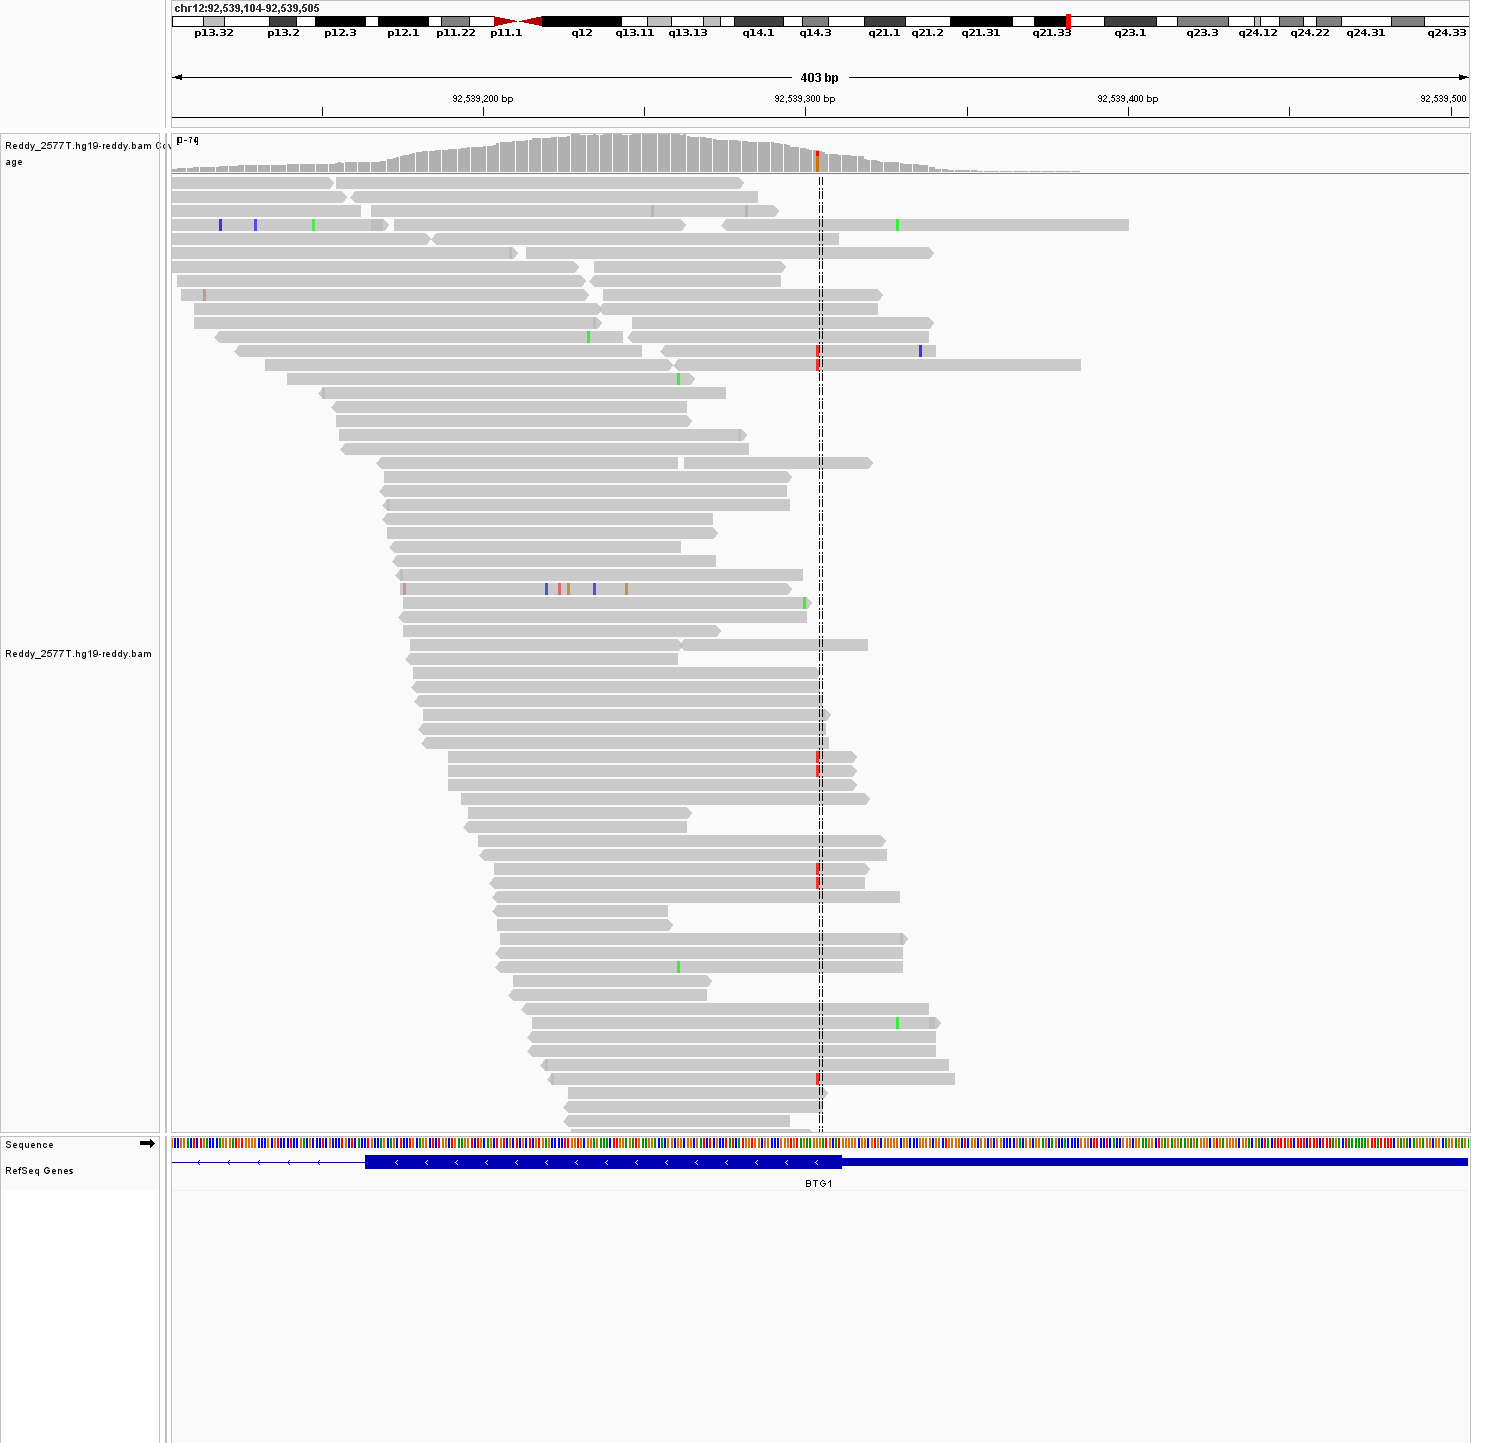 chr12:92,539,104-92,539,505
p13.32 p13.2 p12.3 p12.1 p11.22 p11.1 q12 q13.11 q13.13 q14.1 q14.3 q21.1 q21.2 q21.31 q21.33 q23.1 q23.3 q24.12 q24.22 q24.31 q24.33
403 bp
92,539,200 bp 92,539,300 bp 92,539,400 bp 92,539,500
Reddy_2577T.hg19-reddy.bam Cov
age
[0 - 74]
Reddy_2577T.hg19-reddy.bam
Sequence
RefSeq Genes
BTG1